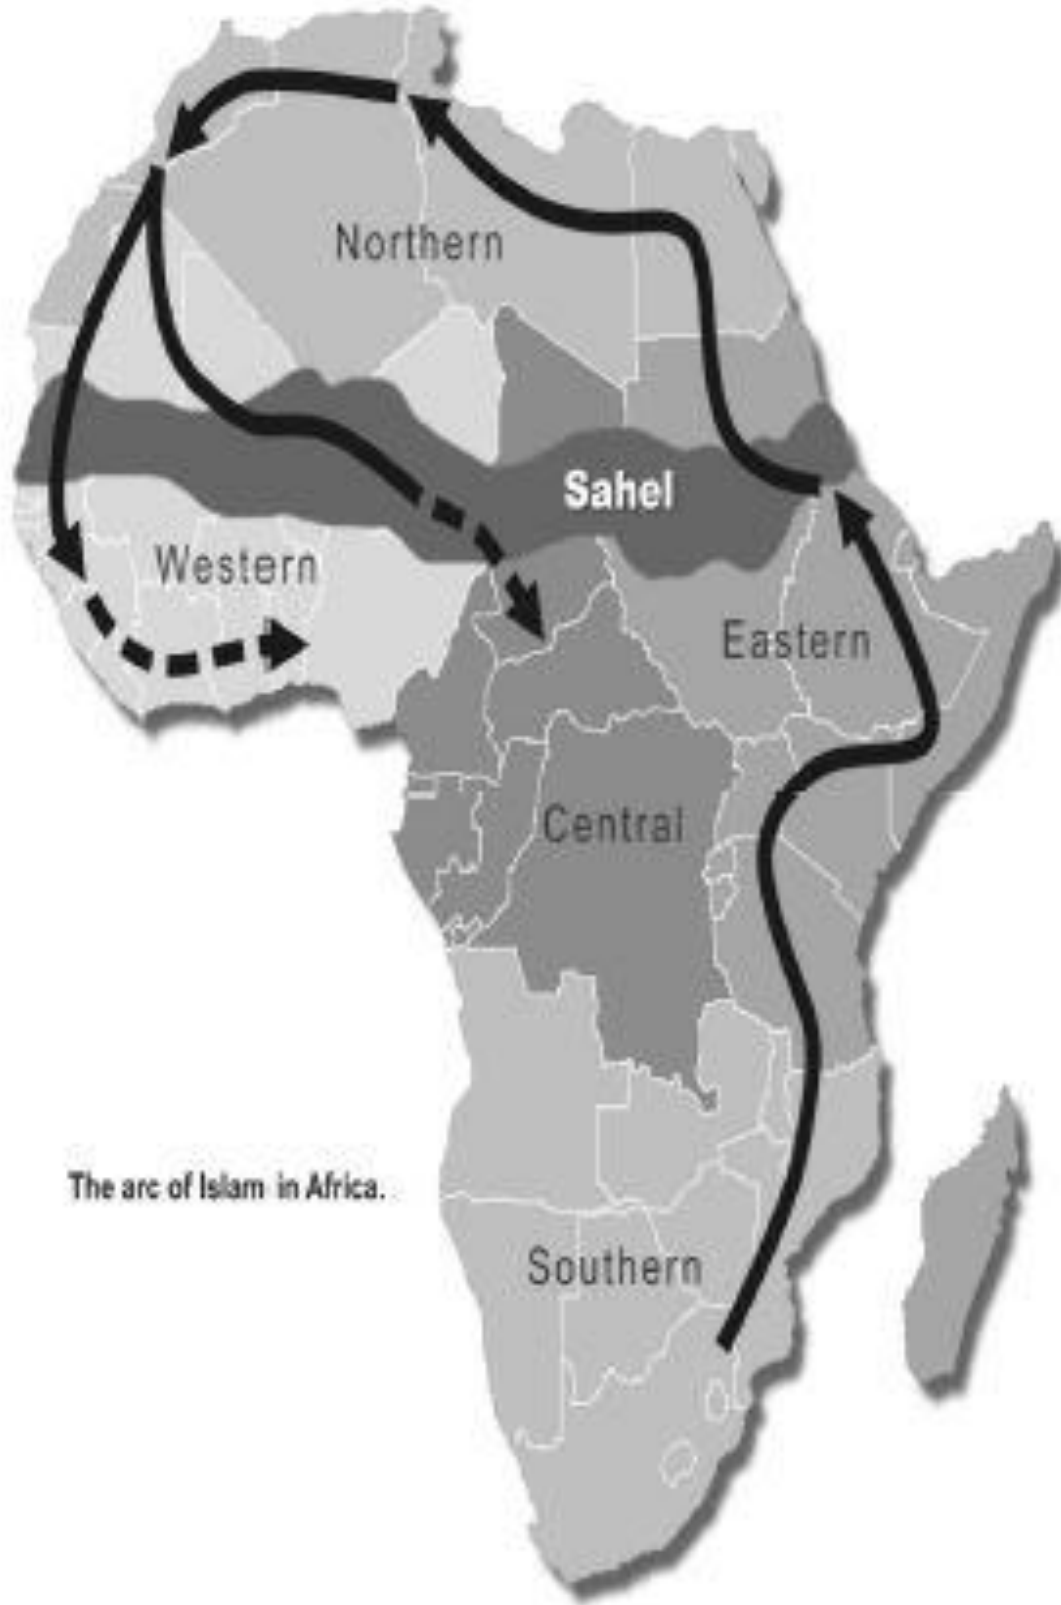 Northern
Sahel
Western
Eastern
Central
The arc of Islam in Africa.
Southern